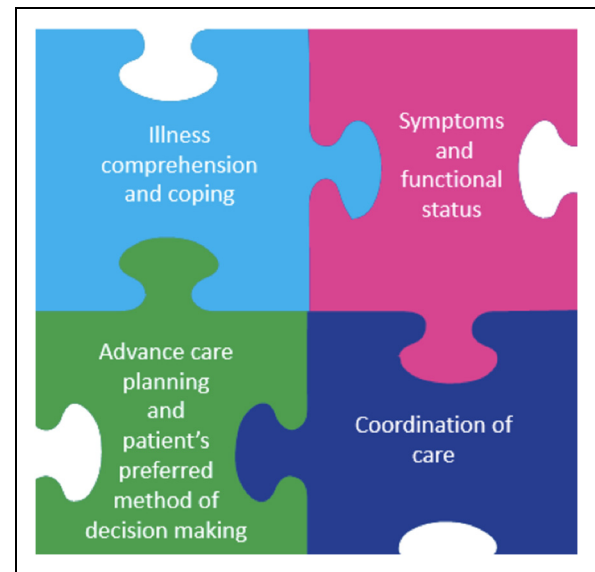 Illness
comprehension
and coping
Symptoms
and
functional
status
Advance care
planning
and
patient's
preferred
method of
decision making
Coordination of
care